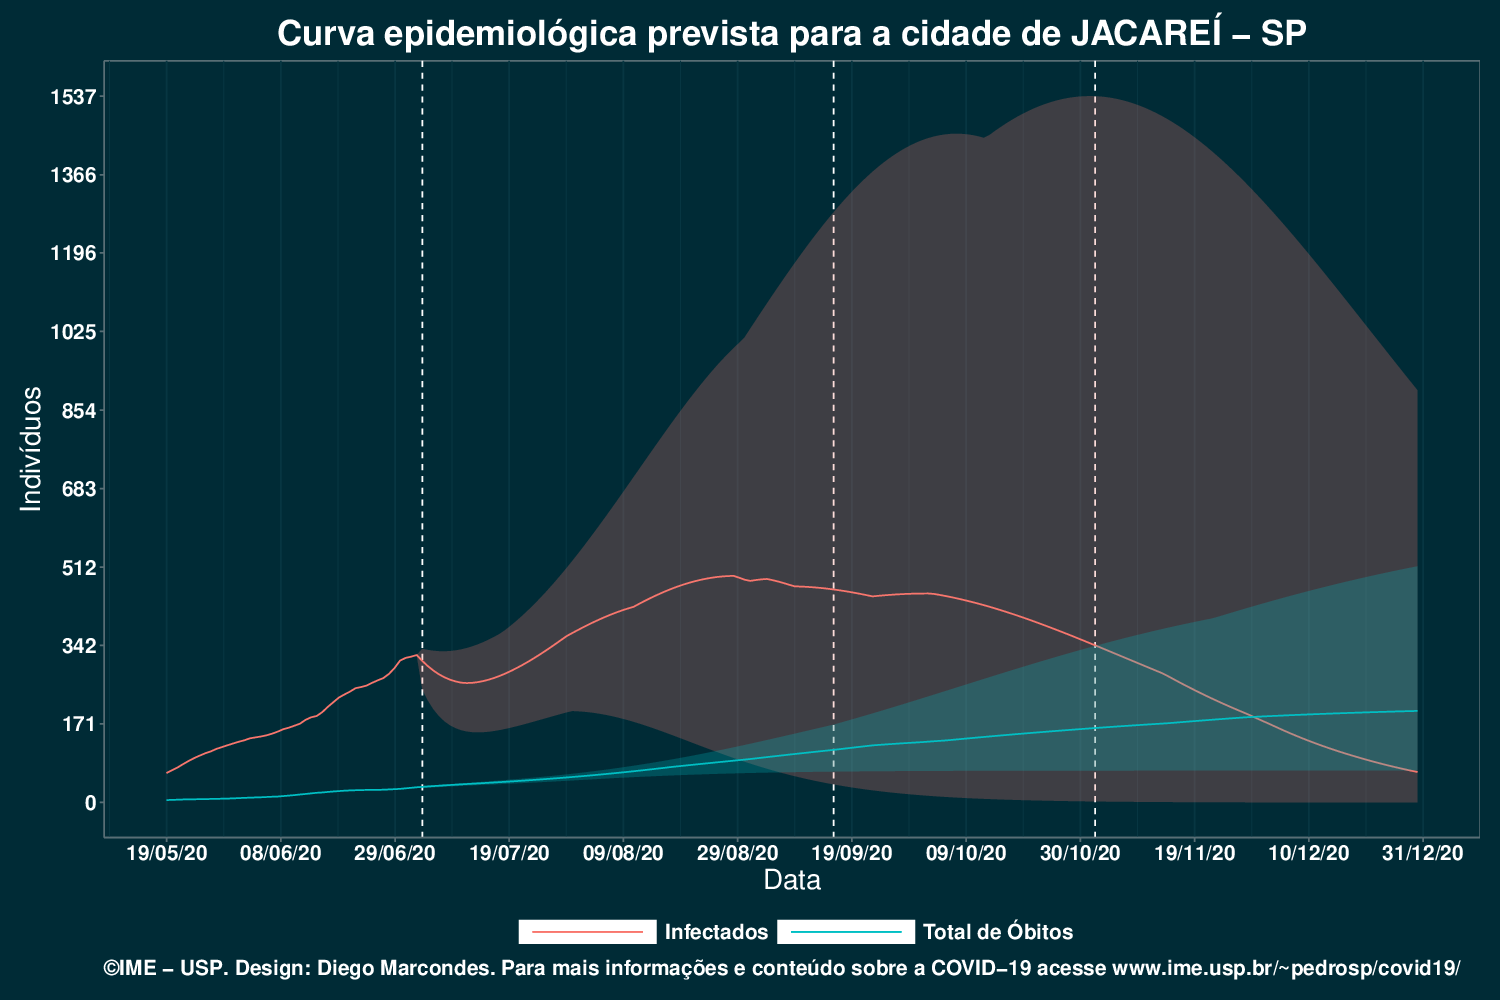 Curva epidemiológica prevista para a cidade de JACAREÍ – SP
1537
1366
1196
1025
854
683
512
342
171
0
Indivíduos
19/05/20 08/06/20 29/06/20 19/07/20 09/08/20 29/08/20 19/09/20 09/10/20 30/10/20 19/11/20 10/12/20 31/12/20
Data
Infectados Total de Óbitos
©IME – USP. Design: Diego Marcondes. Para mais informações e conteúdo sobre a COVID–19 acesse www.ime.usp.br/~pedrosp/covid19/